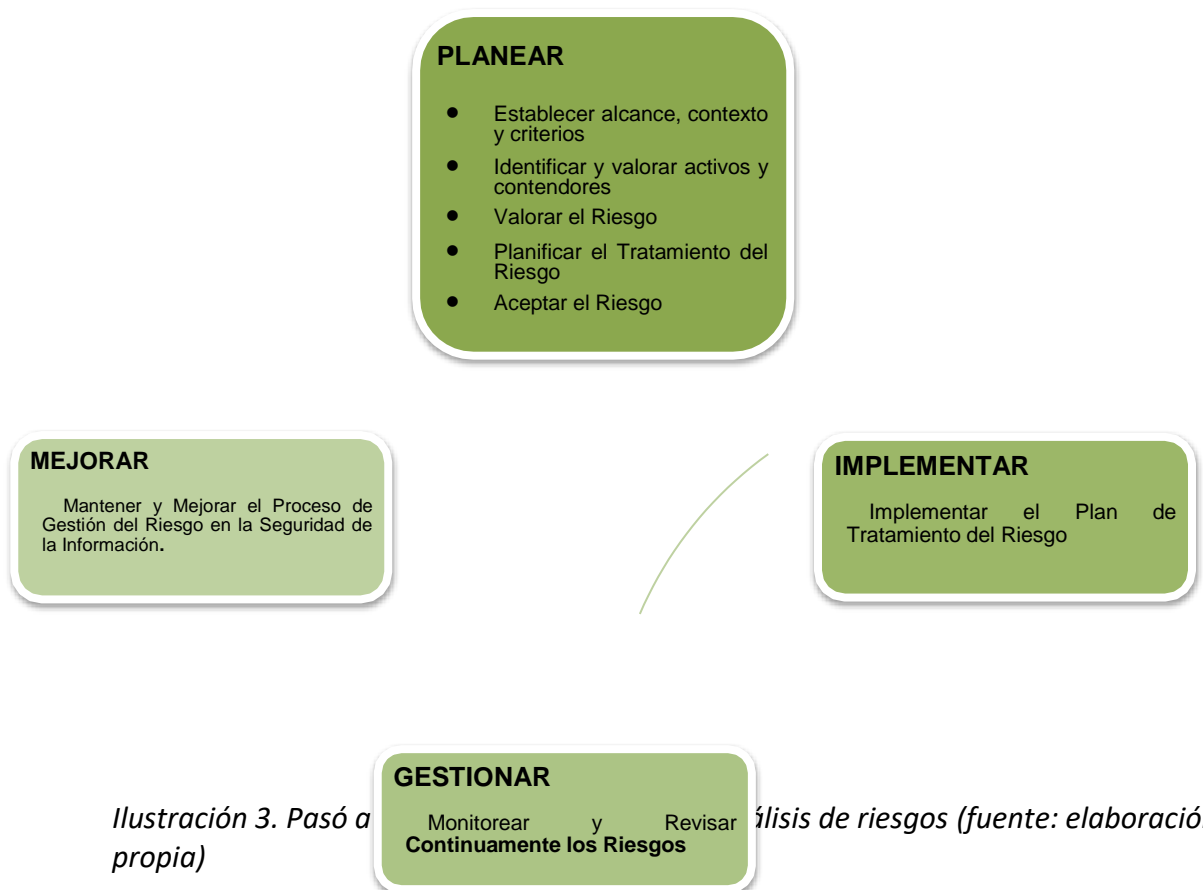 PLANEAR
● Establecer alcance, contexto
y criterios
● Identificar y valorar activos y
contendores
● Valorar el Riesgo
● Planificar el Tratamiento del
Riesgo
● Aceptar el Riesgo
MEJORAR
Mantener y Mejorar el Proceso de
Gestión del Riesgo en la Seguridad de
la Información.
IMPLEMENTAR
Implementar el Plan de
Tratamiento del Riesgo
GESTIONAR
Monitorear y Revisar
Continuamente los Riesgos
Ilustración 3. Pasó a álisis de riesgos (fuente: elaboració
propia)